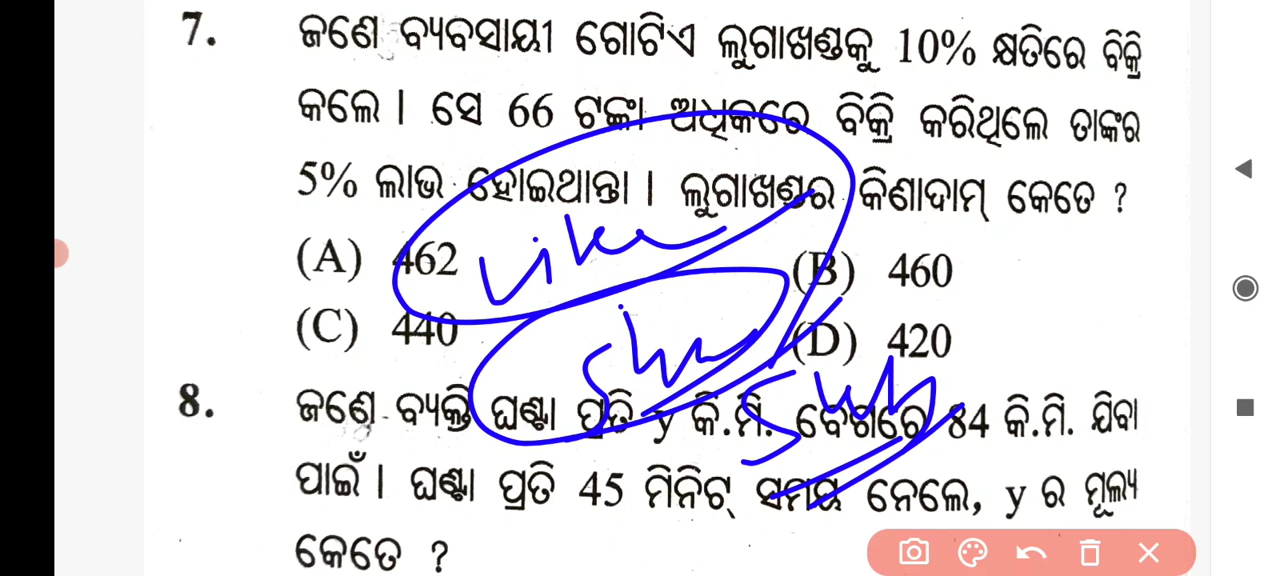 7. ଜଣେ ବ୍ୟବସାୟୀ ଗୋଟିଏ ଲୁଗାଖଣ୍ଡକୁ 10% କ୍ଷତିରେ ବିକ୍ରି
କଲେ । ସେ 66 ଟଙ୍କା ଅଧିକରେ ବିକ୍ରି କରିଥିଲେ ତାଙ୍କର
5% ଲାଭ ହୋଇଥାନ୍ତା । ଲୁଗାଖଣ୍ଡର କିଣାଦାମ୍ କେତେ ?
(A) 462 (B) 460
(C) 440 (D) 420
8. ଜଣେ ବ୍ୟକ୍ତି ଘଣ୍ଟା ପ୍ରତି y କି.ମି. ବେଗରେ 84 କି.ମି. ଯିବା
ପାଇଁ । ଘଣ୍ଟା ପ୍ରତି 45 ମିନିଟ୍ ସମୟ ନେଲେ, y ର ମୂଲ୍ୟ
କେତେ ?